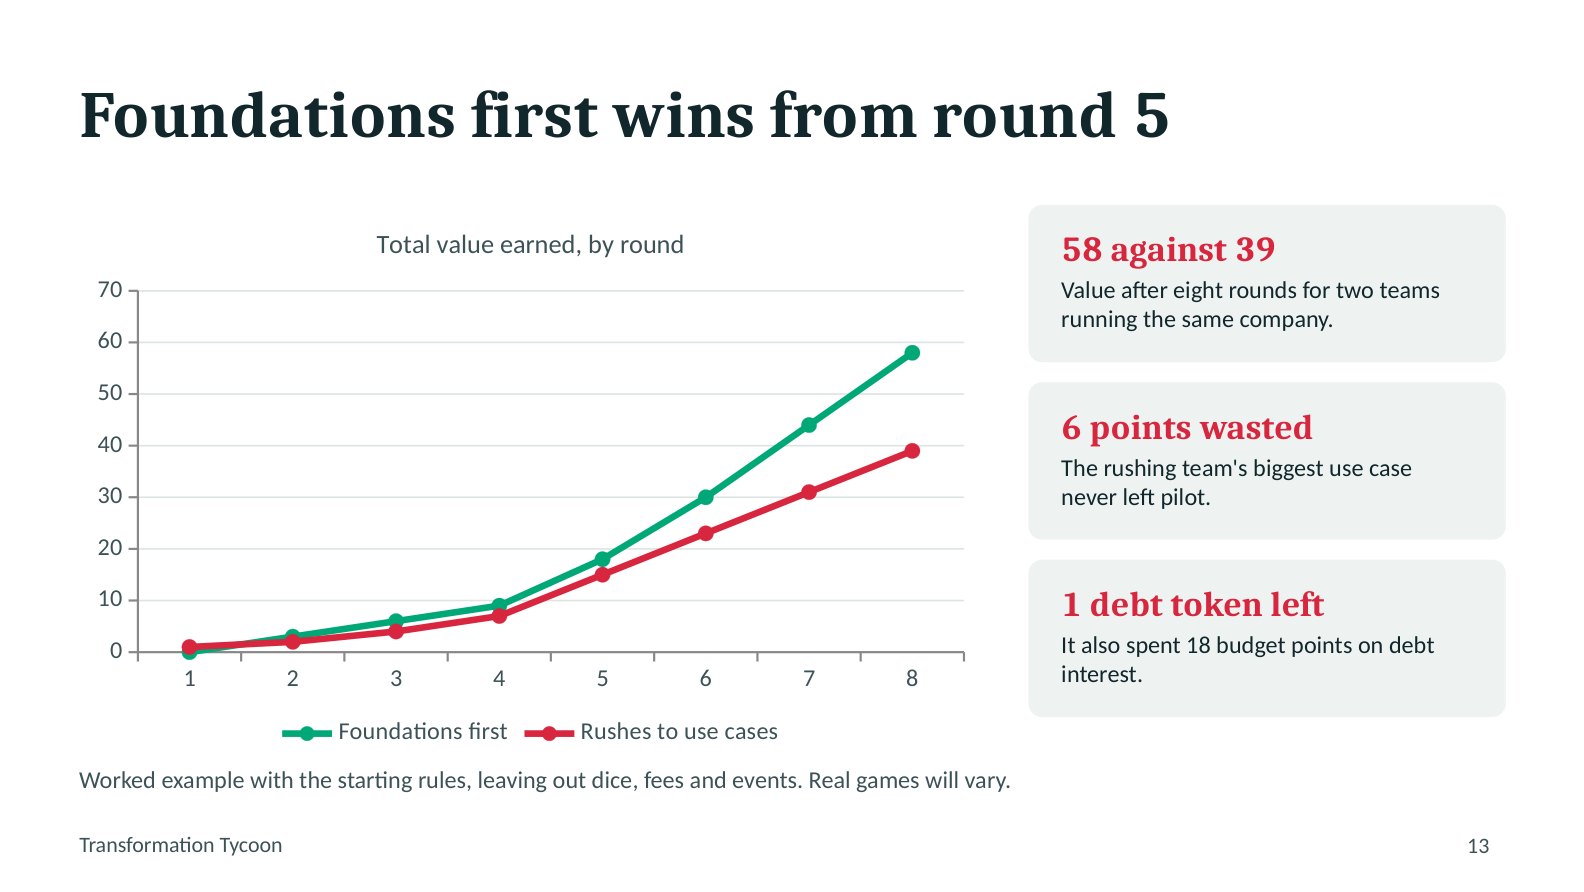 Foundations first wins from round 5
Total value earned, by round
70
60
50
40
30
20
10
0
1 2 3 4 5 6 7 8
Foundations first Rushes to use cases
58 against 39
Value after eight rounds for two teams
running the same company.
6 points wasted
The rushing team's biggest use case
never left pilot.
1 debt token left
It also spent 18 budget points on debt
interest.
Worked example with the starting rules, leaving out dice, fees and events. Real games will vary.
Transformation Tycoon
13